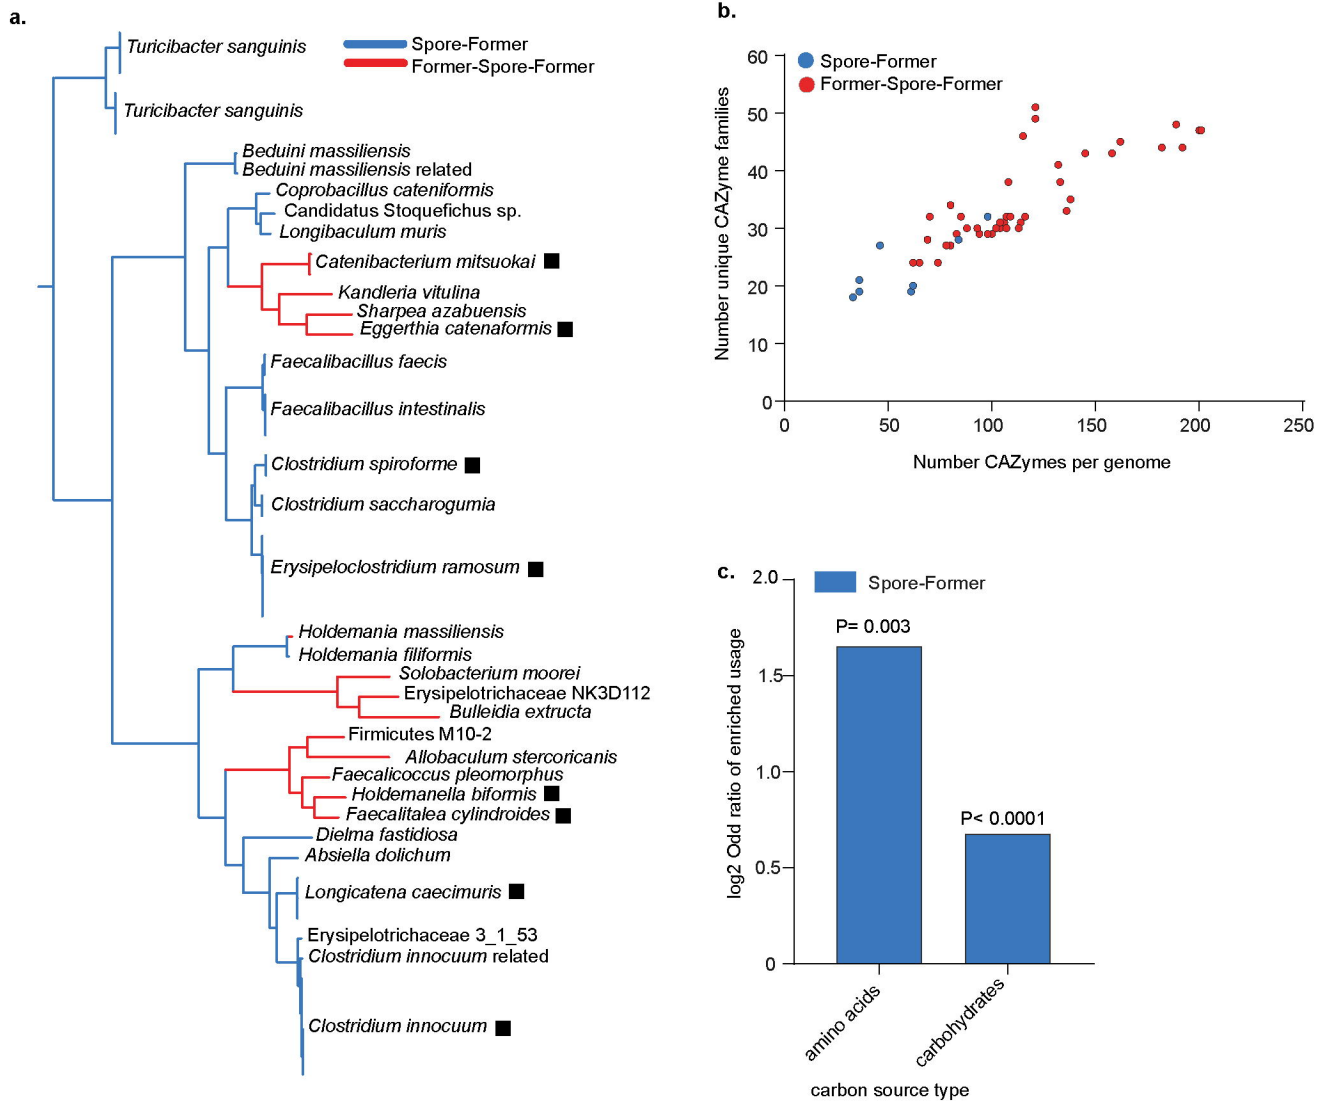 a.
Turicibacter sanguinis
Spore-Former
Former-Spore-Former
Turicibacter sanguinis
Beduini massiliensis
Beduini massiliensis related
Coprobacillus cateniformis
Candidatus Stoquefichus sp.
Longibaculum muris
Catenibacterium mitsuokai
Kandleria vitulina
Sharpea azabuensis
Eggerthia catenaformis
Faecalibacillus faecis
Faecalibacillus intestinalis
Clostridium spiroforme
Clostridium saccharogumia
Erysipeloclostridium ramosum
Holdemania massiliensis
Holdemania filiformis
Solobacterium moorei
Erysipelotrichaceae NK3D112
Bulleidia extructa
Firmicutes M10-2
Allobaculum stercoricanis
Faecalicoccus pleomorphus
Holdemanella biformis
Faecalitalea cylindroides
Dielma fastidiosa
Absiella dolichum
Longicatena caecimuris
Erysipelotrichaceae 3_1_53
Clostridium innocuum related
Clostridium innocuum
b.
Spore-Former
Former-Spore-Former
Number unique CAZyme families
60
50
40
30
20
10
0
0
50
100
150
200
250
Number CAZymes per genome
c.
Spore-Former
log2 Odd ratio of enriched usage
2.0
1.5
1.0
0.5
0
P= 0.003
P< 0.0001
amino acids
carbohydrates
carbon source type